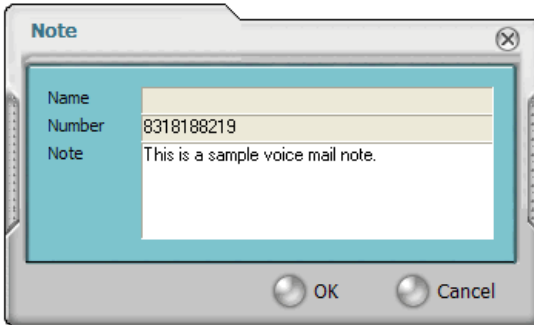 Note
Name
Number 8318188219
Note This is a sample voice mail note.
OK Cancel